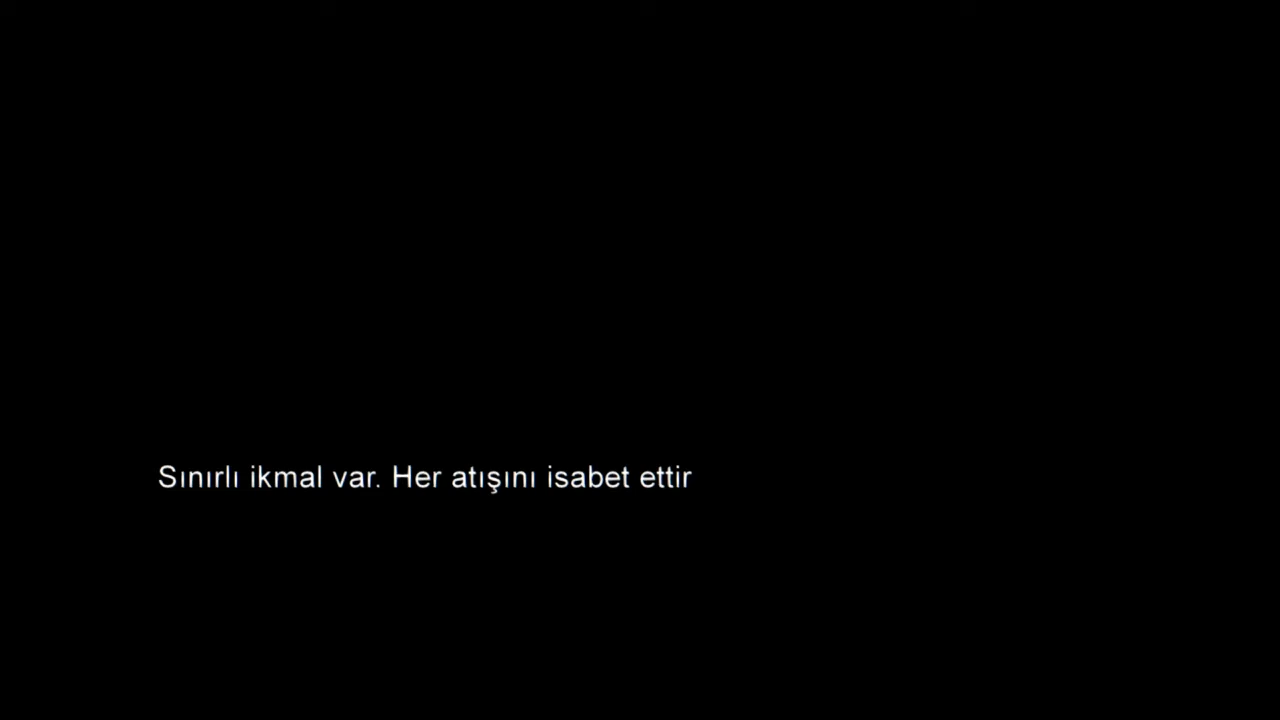 Sınırlı ikmal var. Her atışını isabet ettir